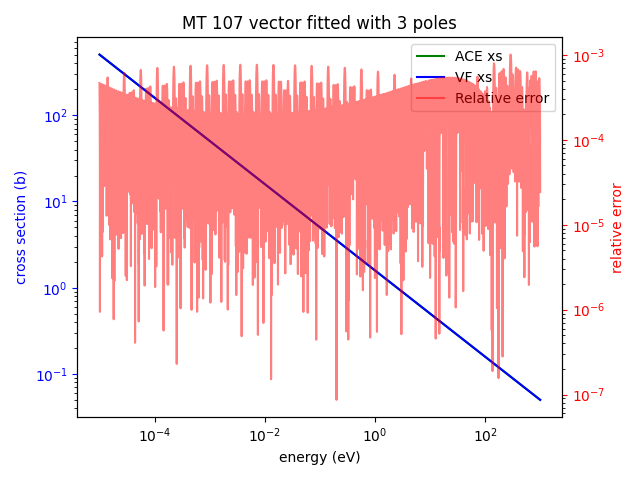 MT 107 vector fitted with 3 poles
ACE xs
VF xs
Relative error
cross section (b)
10²
10¹
10⁰
10⁻¹
10⁻³
10⁻⁴
10⁻⁵
10⁻⁶
10⁻⁷
relative error
10⁻⁴
10⁻²
10⁰
10²
energy (eV)